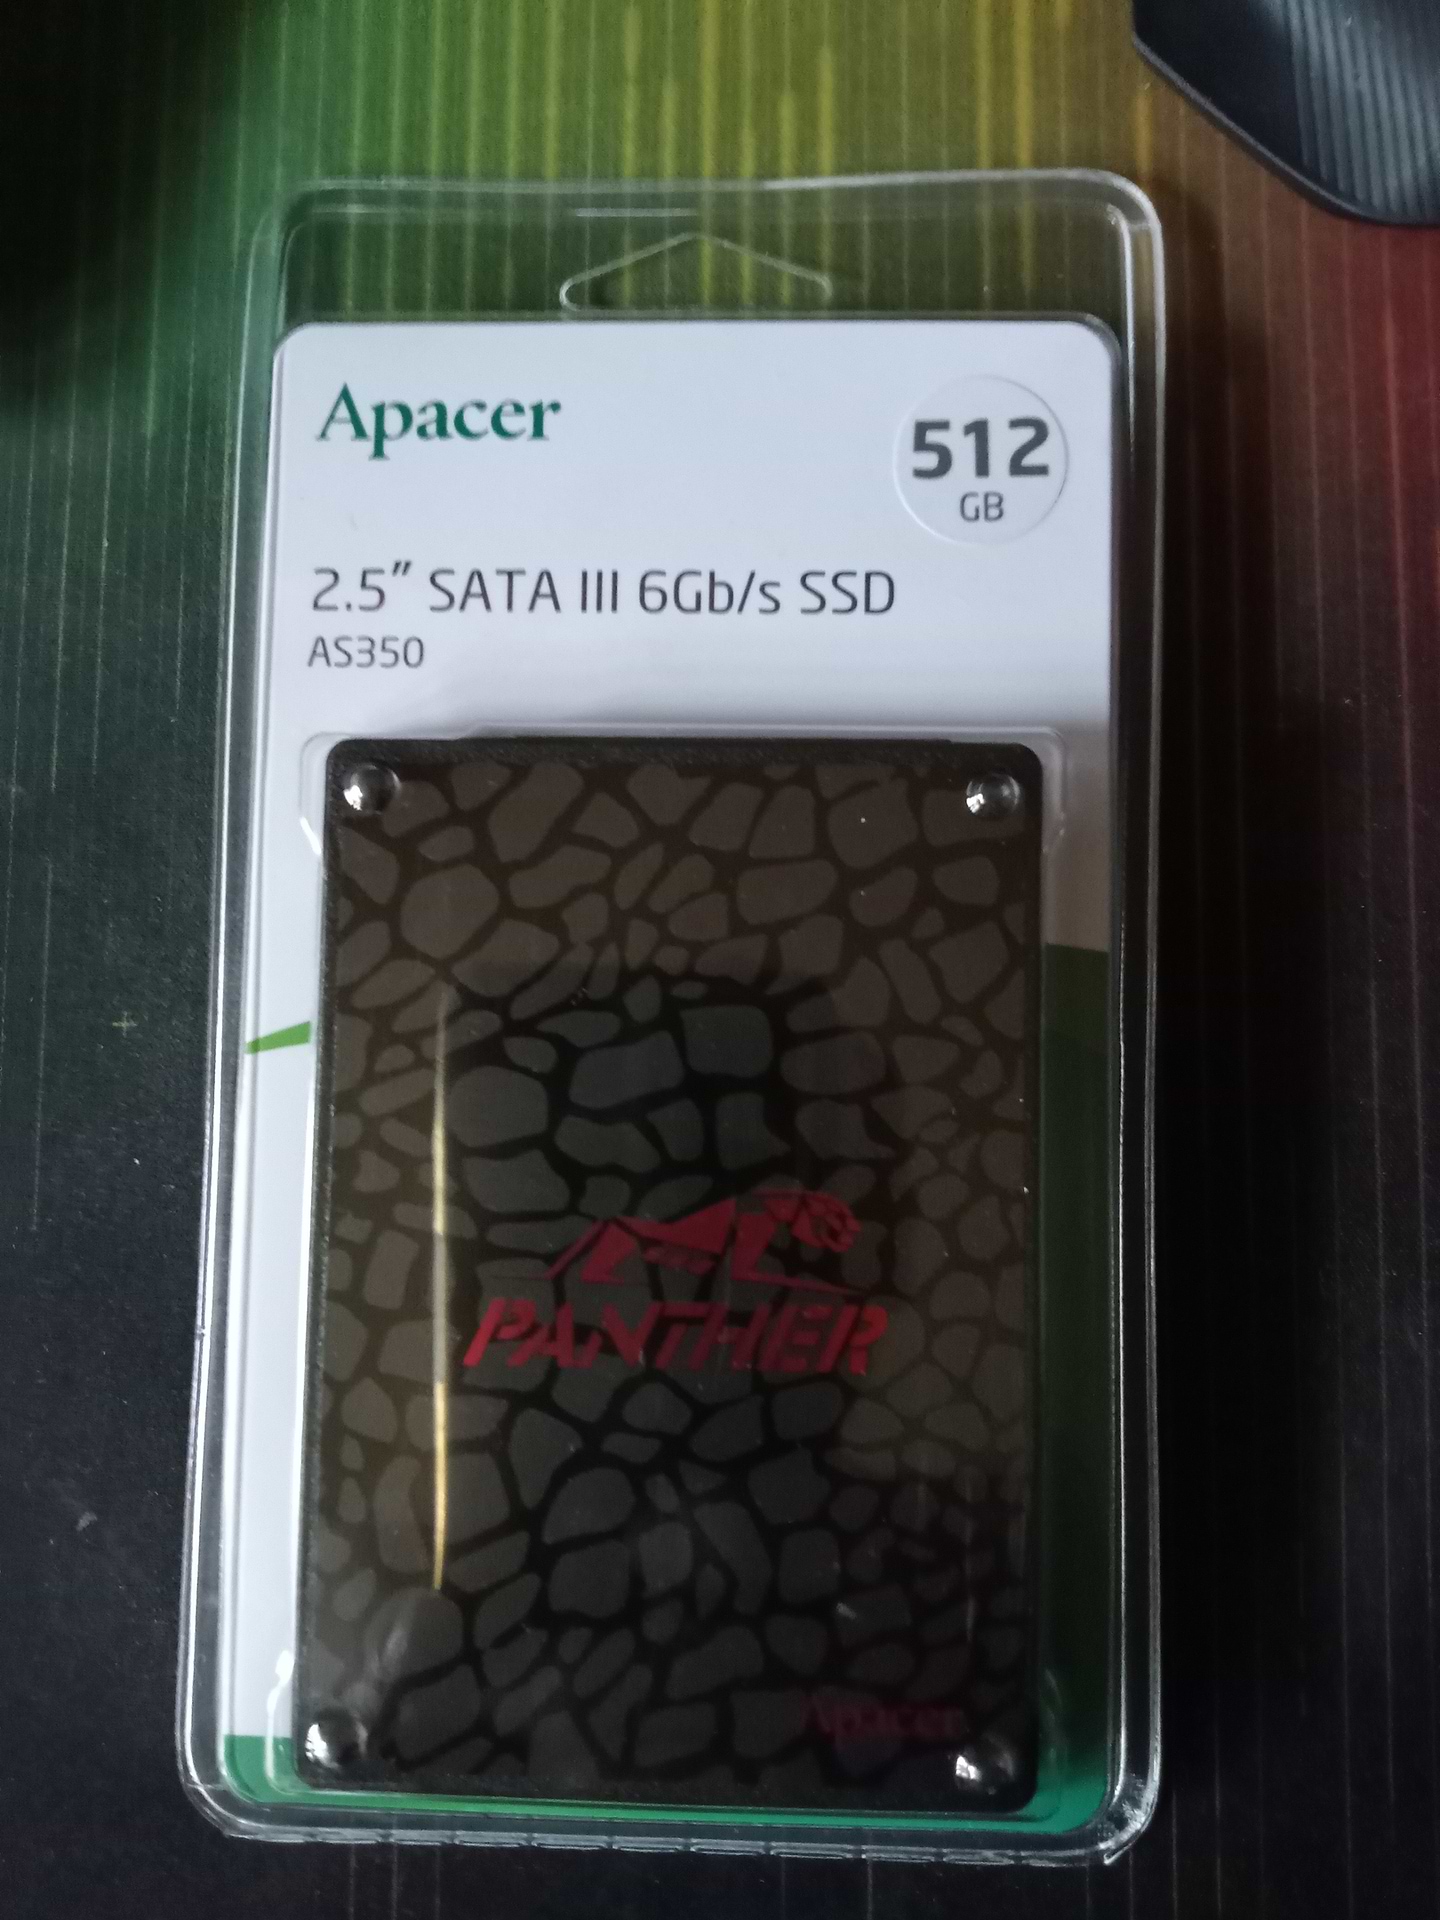 Apacer
512
GB
2.5" SATA III 6Gb/s SSD
AS350
PANTHER
Apacer